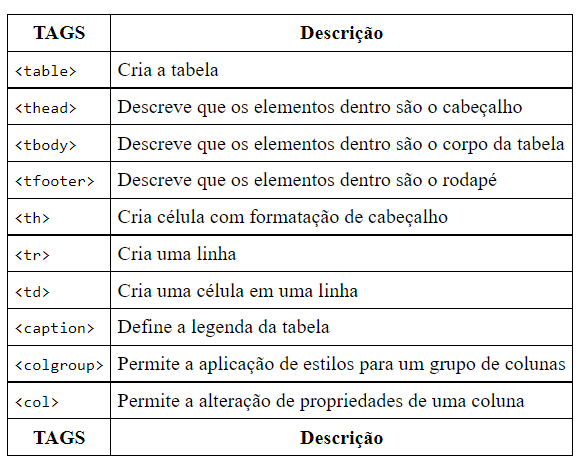 TAGS Descrição
<table> Cria a tabela
<thead> Descreve que os elementos dentro são o cabeçalho
<tbody> Descreve que os elementos dentro são o corpo da tabela
<tfooter> Descreve que os elementos dentro são o rodapé
<th> Cria célula com formatação de cabeçalho
<tr> Cria uma linha
<td> Cria uma célula em uma linha
<caption> Define a legenda da tabela
<colgroup> Permite a aplicação de estilos para um grupo de colunas
<col> Permite a alteração de propriedades de uma coluna
TAGS Descrição